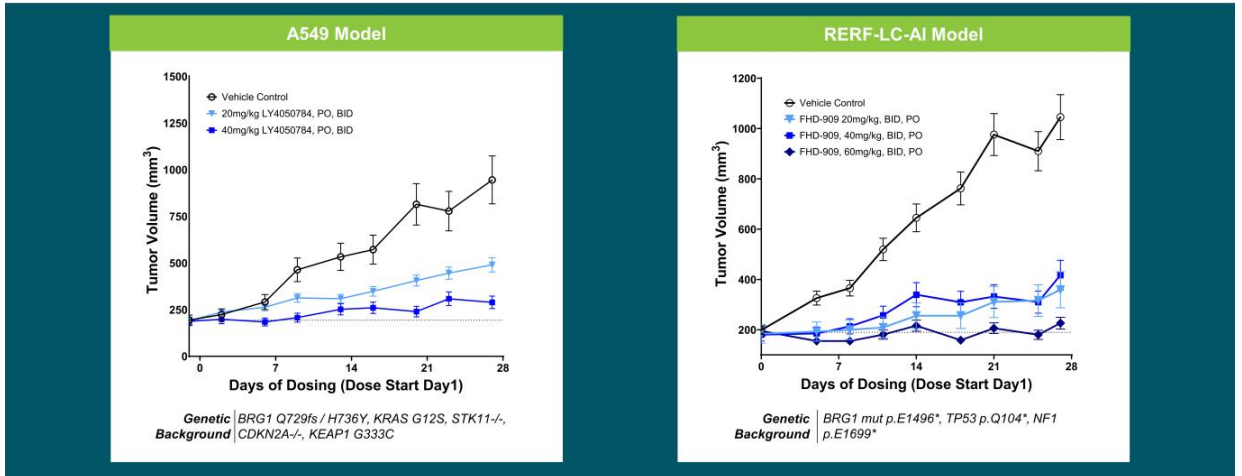 A549 Model
1500
1250
1000
750
500
250
0
Tumor Volume (mm³)
Vehicle Control
20mg/kg LY4050784, PO, BID
40mg/kg LY4050784, PO, BID
0 7 14 21 28
Days of Dosing (Dose Start Day1)
Genetic Background
BRG1 Q729fs / H736Y, KRAS G12S, STK11-/-,
CDKN2A-/-, KEAP1 G333C
RERF-LC-AI Model
1200
1000
800
600
400
200
Tumor Volume (mm³)
Vehicle Control
FHD-909 20mg/kg, BID, PO
FHD-909, 40mg/kg, BID, PO
FHD-909, 60mg/kg, BID, PO
0 7 14 21 28
Days of Dosing (Dose Start Day1)
Genetic Background
BRG1 mut p.E1496*, TP53 p.Q104*, NF1
p.E1699*